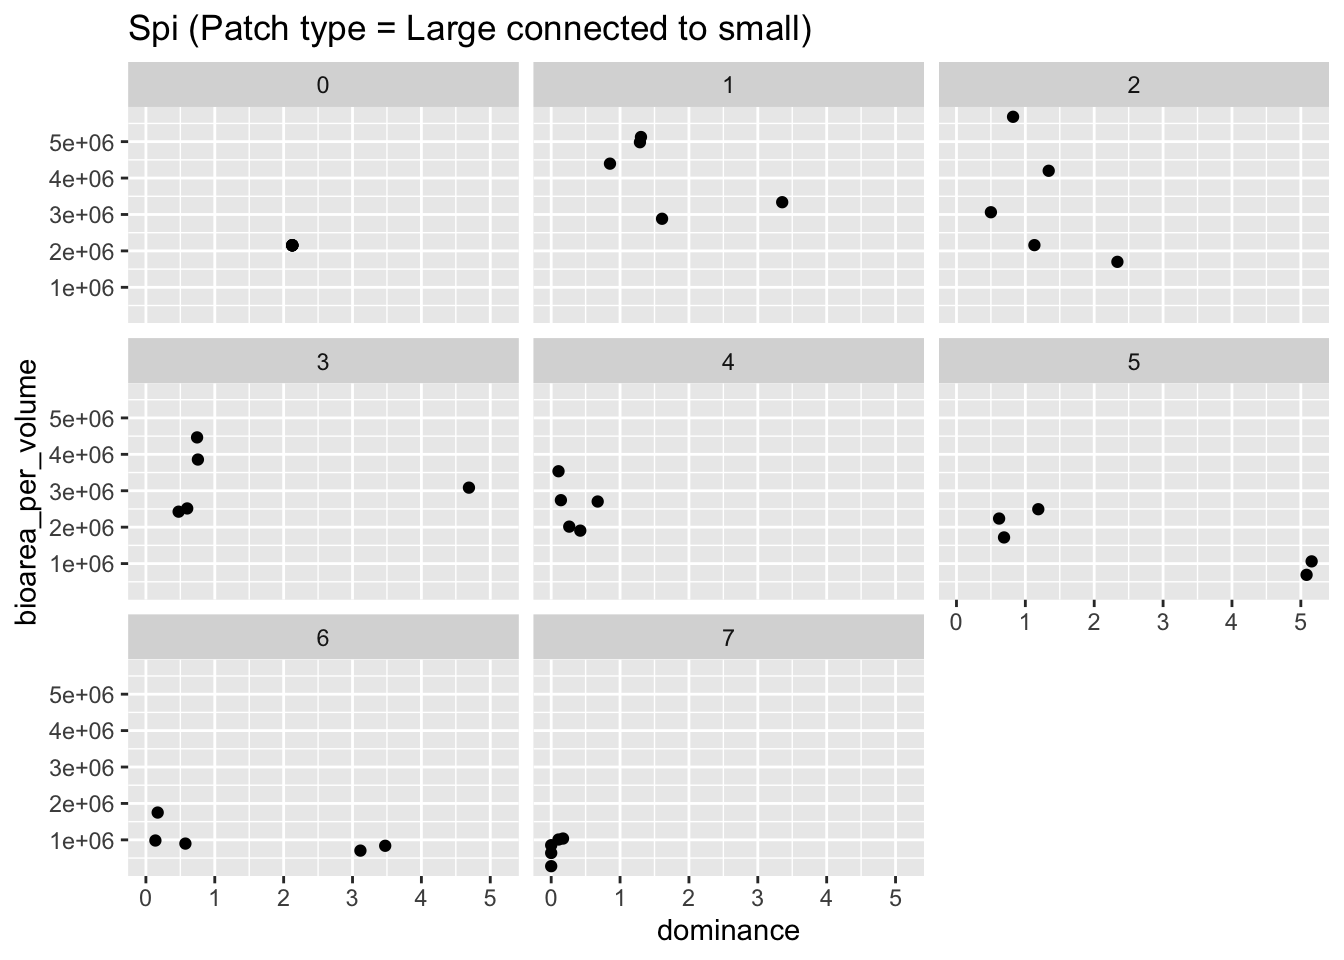 Spi (Patch type = Large connected to small)
0 1 2
5e+06
4e+06
3e+06
2e+06
1e+06
3 4 5
5e+06
4e+06
3e+06
2e+06
1e+06
0 1 2 3 4 5
6 7
5e+06
4e+06
3e+06
2e+06
1e+06
0 1 2 3 4 5 0 1 2 3 4 5
dominance
bioarea_per_volume